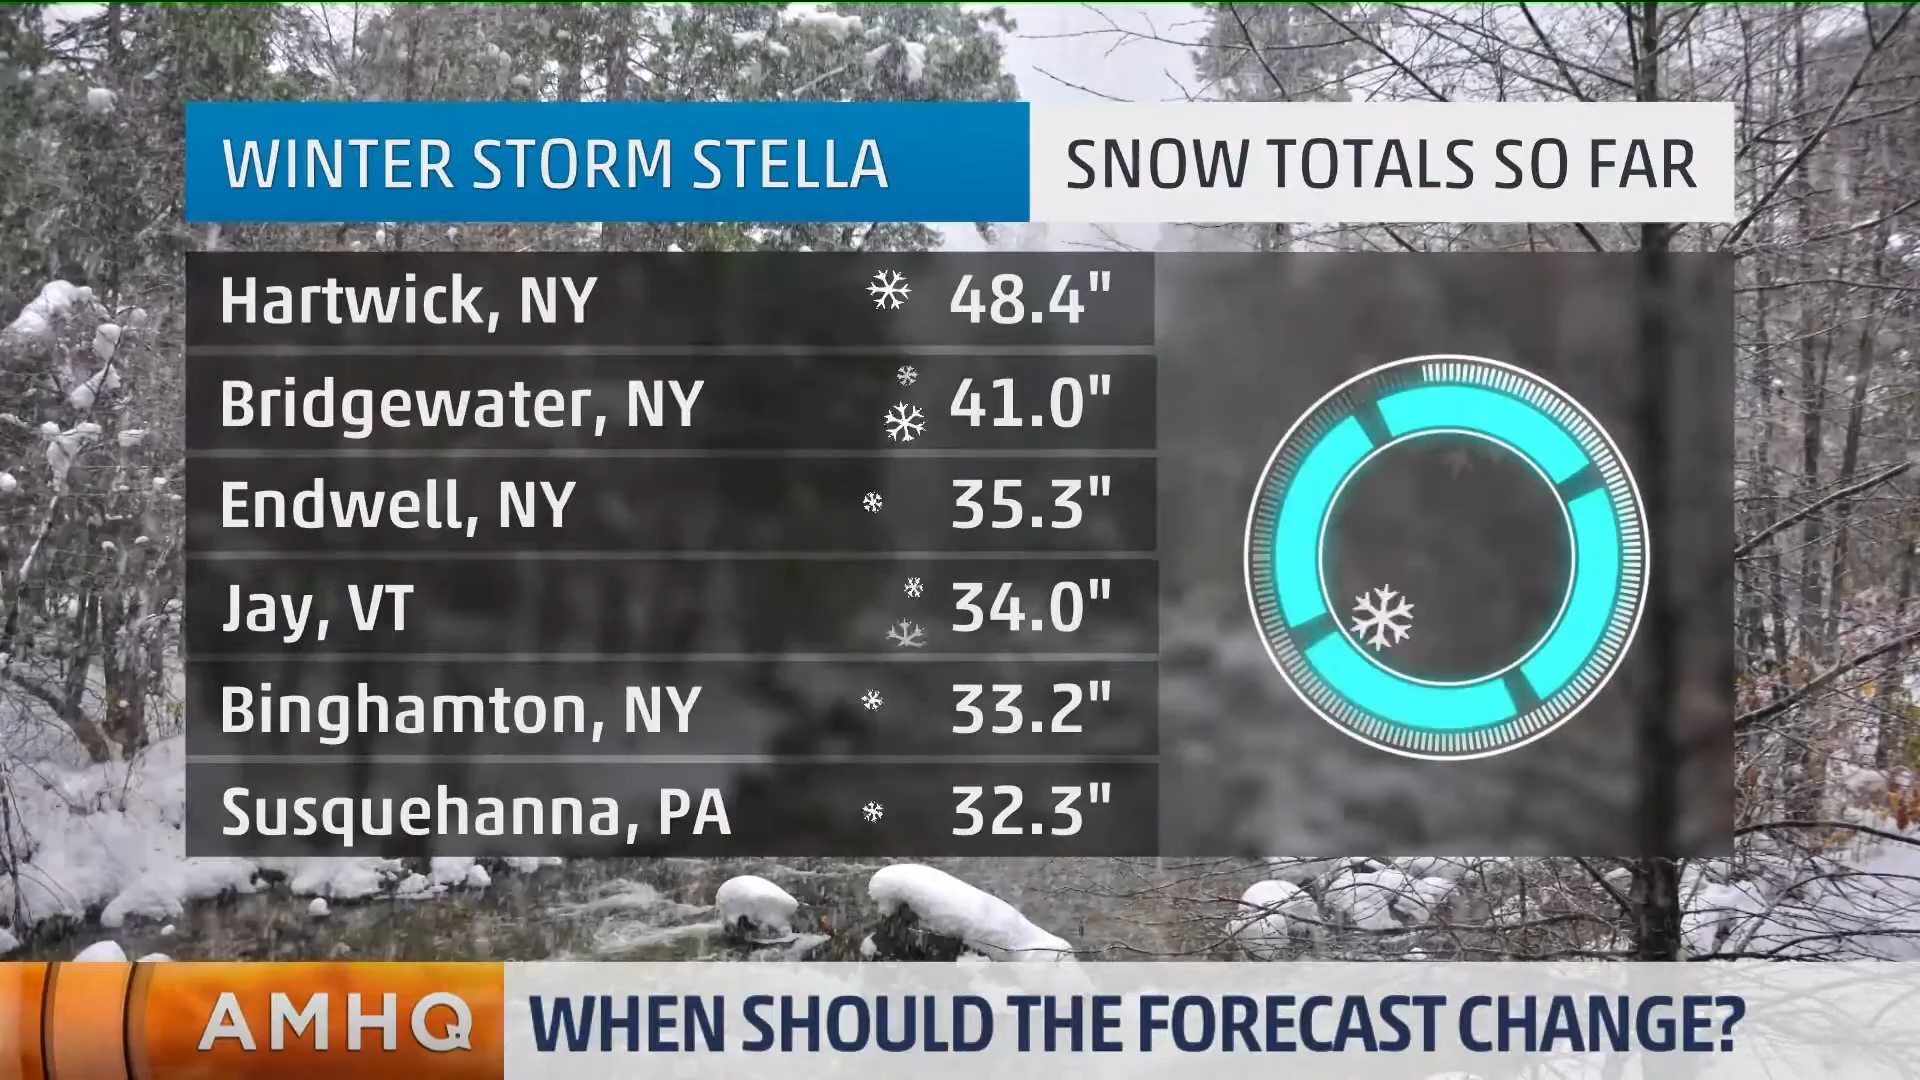 WINTER STORM STELLA
SNOW TOTALS SO FAR
Hartwick, NY 48.4"
Bridgewater, NY 41.0"
Endwell, NY 35.3"
Jay, VT 34.0"
Binghamton, NY 33.2"
Susquehanna, PA 32.3"
AMHQ WHEN SHOULD THE FORECAST CHANGE?